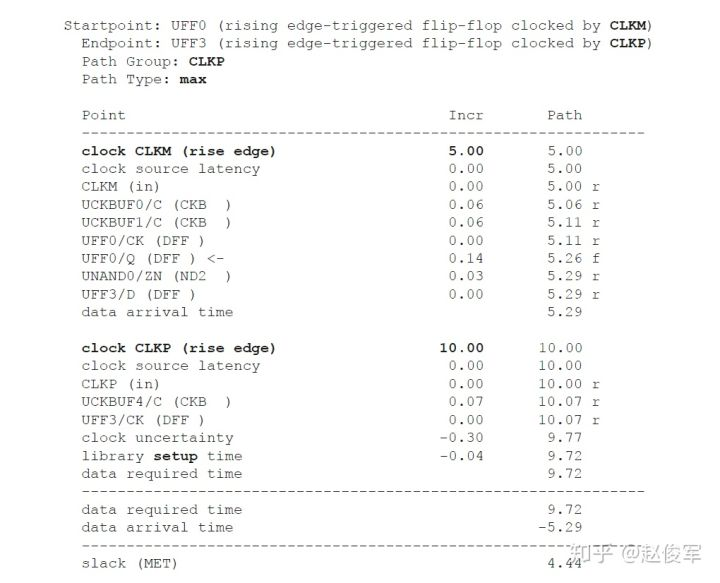 Startpoint: UFF0 (rising edge-triggered flip-flop clocked by CLKM)
Endpoint: UFF3 (rising edge-triggered flip-flop clocked by CLKP)
Path Group: CLKP
Path Type: max
Point Incr Path
---------------------------------------------------------------
clock CLKM (rise edge) 5.00 5.00
clock source latency 0.00 5.00
CLKM (in) 0.00 5.00 r
UCKBUF0/C (CKB ) 0.06 5.06 r
UCKBUF1/C (CKB ) 0.06 5.11 r
UFF0/CK (DFF ) 0.00 5.11 r
UFF0/Q (DFF ) <- 0.14 5.26 f
UNAND0/ZN (ND2 ) 0.03 5.29 r
UFF3/D (DFF ) 0.00 5.29 r
data arrival time 5.29
clock CLKP (rise edge) 10.00 10.00
clock source latency 0.00 10.00
CLKP (in) 0.00 10.00 r
UCKBUF4/C (CKB ) 0.07 10.07 r
UFF3/CK (DFF ) 0.00 10.07 r
clock uncertainty -0.30 9.77
library setup time -0.04 9.72
data required time 9.72
---------------------------------------------------------------
data required time 9.72
data arrival time -5.29
---------------------------------------------------------------
slack (MET) 4.44
知乎 @赵俊军